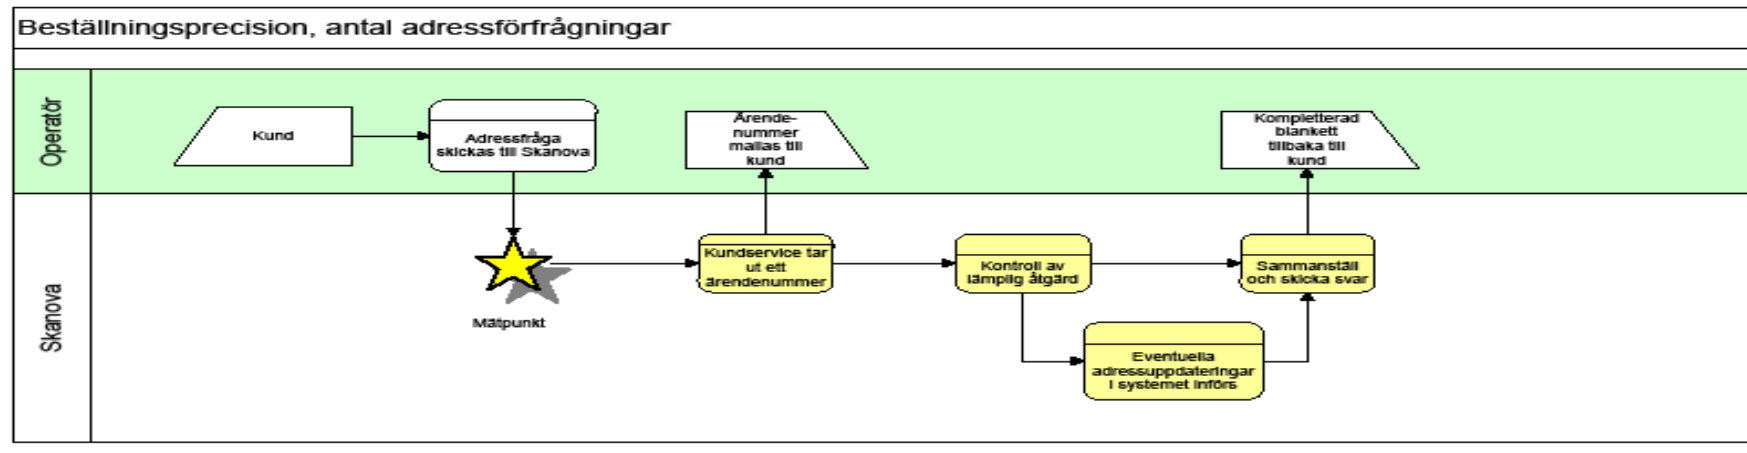 Beställningsprecision, antal adressförfrågningar
Operatör
Kund
Adressfråga
skickas till Skanova
Ärende-
nummer
mailas till
kund
Kompletterad
blankett
tillbaka till
kund
Skanova
Mätpunkt
Kundservice tar
ut ett
ärendenummer
Kontroll av
lämplig åtgärd
Sammanställ
och skicka svar
Eventuella
adressuppdateringar
i systemet införs